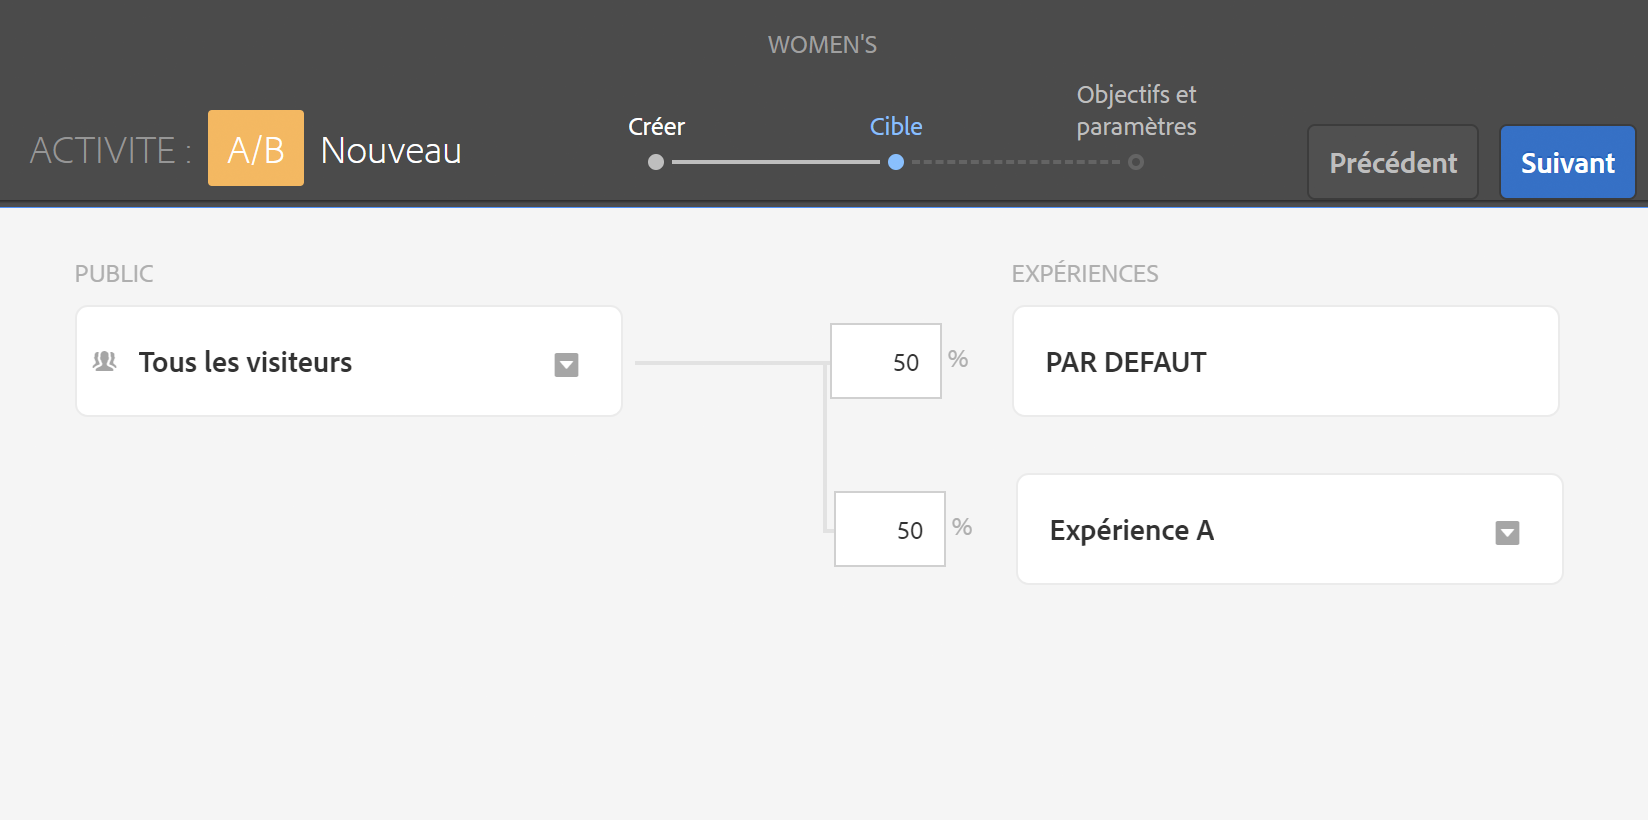 WOMEN'S
ACTIVITE :
A/B
Nouveau
Créer
Cible
Objectifs et
paramètres
Précédent
Suivant
PUBLIC
EXPÉRIENCES
Tous les visiteurs
50 %
PAR DEFAUT
50 %
Expérience A